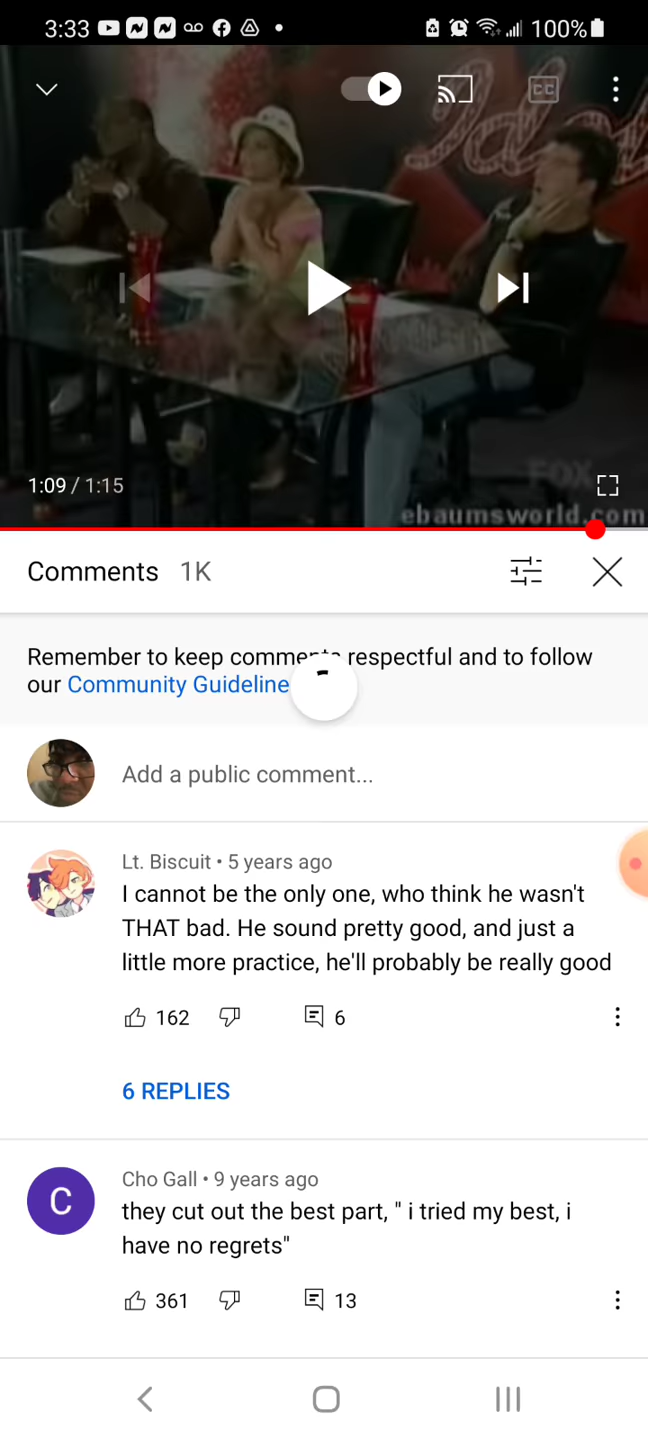 3:33
100%
Idol
CC
1:09 / 1:15
FOX
ebaumsworld.com
Comments 1K
Remember to keep comments respectful and to follow
our Community Guideline
Add a public comment...
Lt. Biscuit • 5 years ago
I cannot be the only one, who think he wasn't
THAT bad. He sound pretty good, and just a
little more practice, he'll probably be really good
162
6
6 REPLIES
C
Cho Gall • 9 years ago
they cut out the best part, " i tried my best, i
have no regrets"
361
13